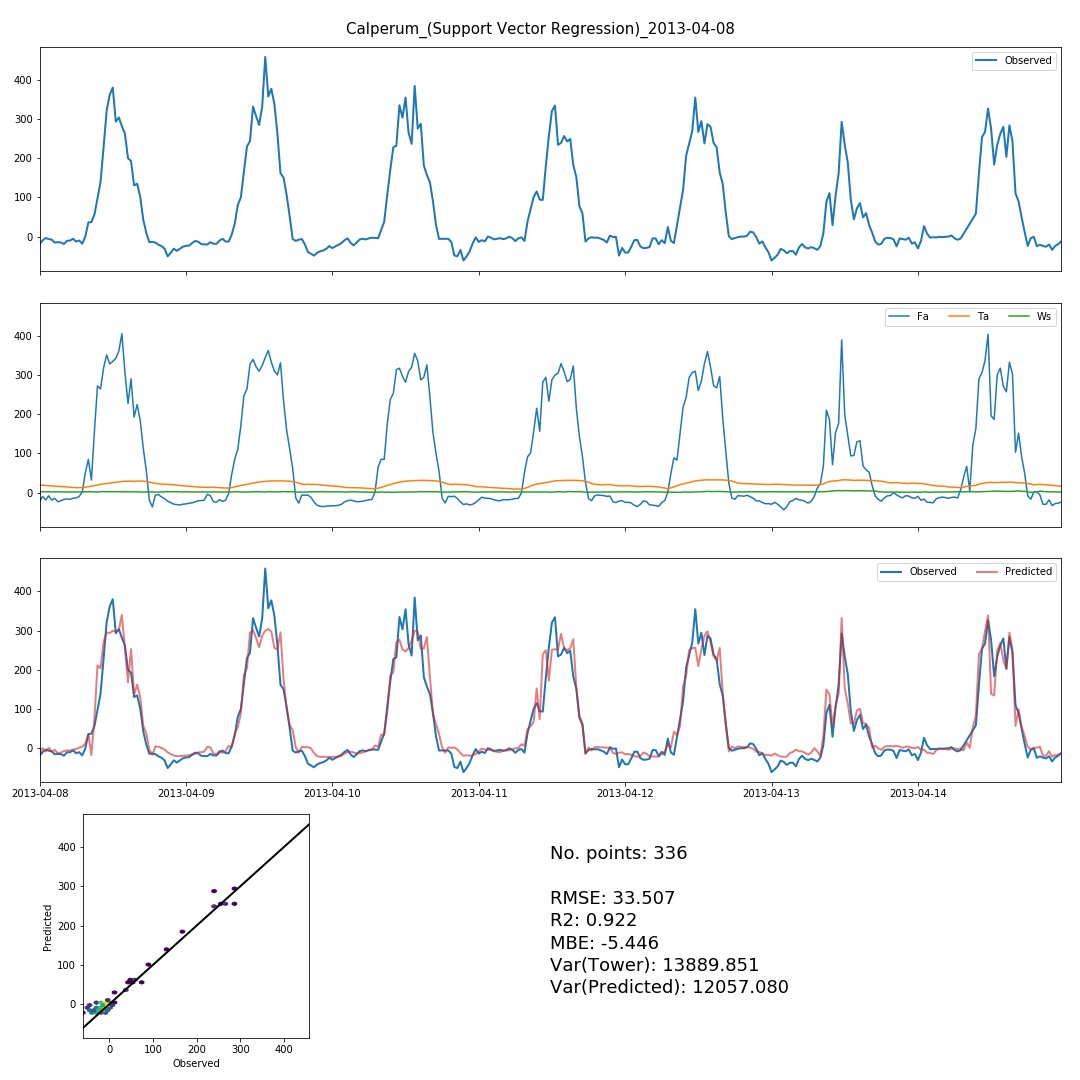 Calperum_(Support Vector Regression)_2013-04-08
Observed
400
300
200
100
0
Fa Ta Ws
400
300
200
100
0
Observed Predicted
400
300
200
100
0
2013-04-08 2013-04-09 2013-04-10 2013-04-11 2013-04-12 2013-04-13 2013-04-14
400
300
200
100
0
Predicted
0 100 200 300 400
Observed
No. points: 336
RMSE: 33.507
R2: 0.922
MBE: -5.446
Var(Tower): 13889.851
Var(Predicted): 12057.080